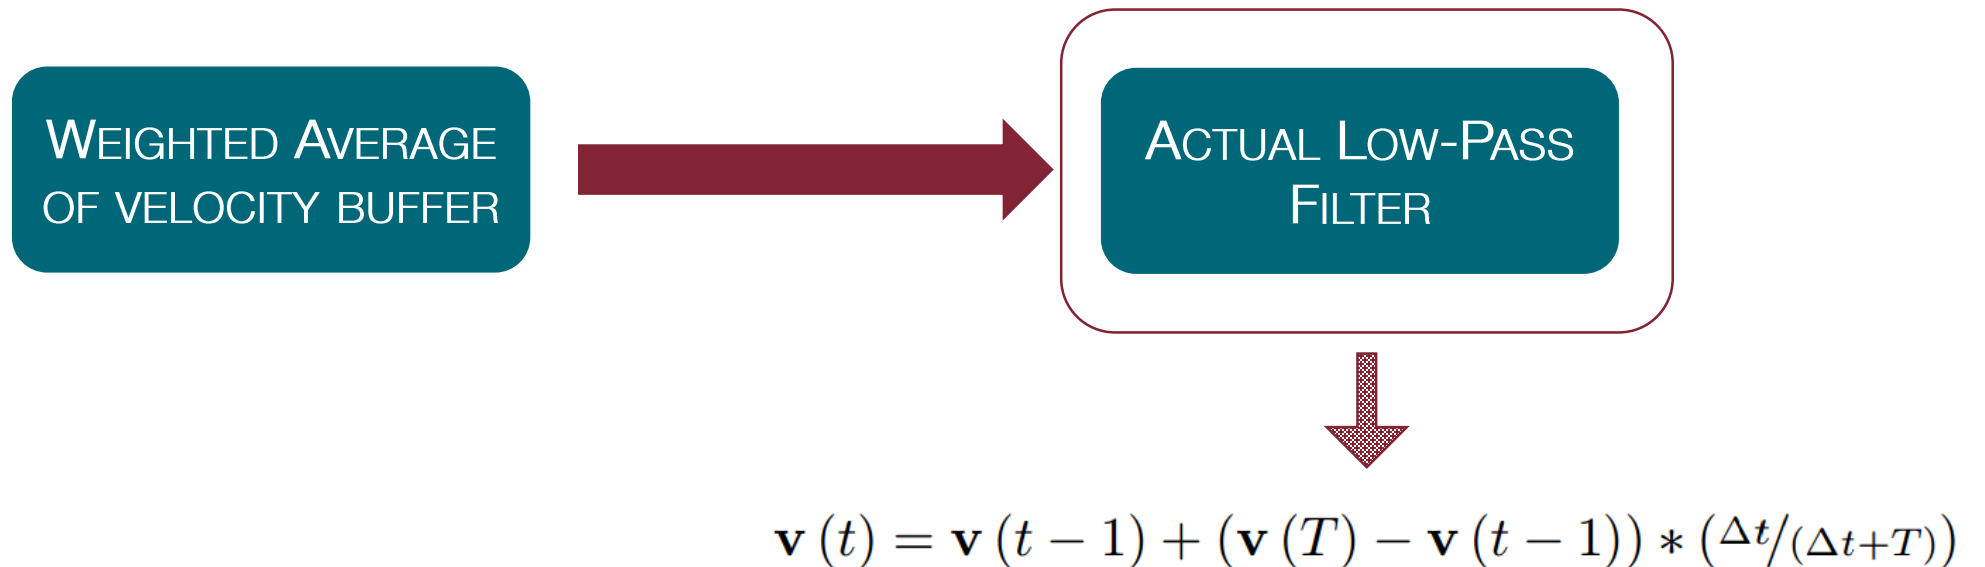 WEIGHTED AVERAGE
OF VELOCITY BUFFER
ACTUAL LOW-PASS
FILTER
v (t) = v (t − 1) + (v (T) − v (t − 1)) ∗ (Δt/(Δt+T))